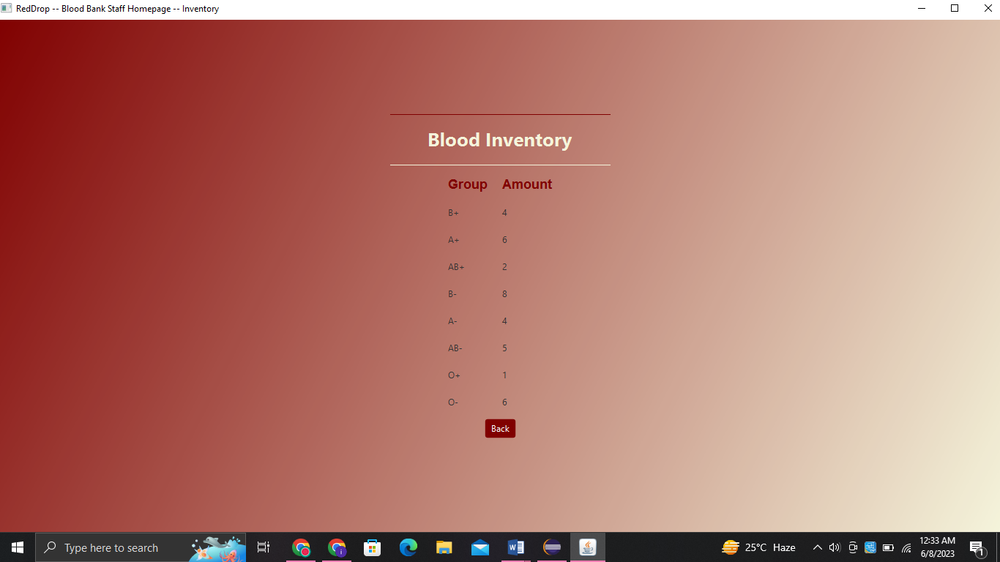 RedDrop -- Blood Bank Staff Homepage -- Inventory
Blood Inventory
Group Amount
B+ 4
A+ 6
AB+ 2
B- 8
A- 4
AB- 5
O+ 1
O- 6
Back
Type here to search
25°C Haze
12:33 AM
6/8/2023
1